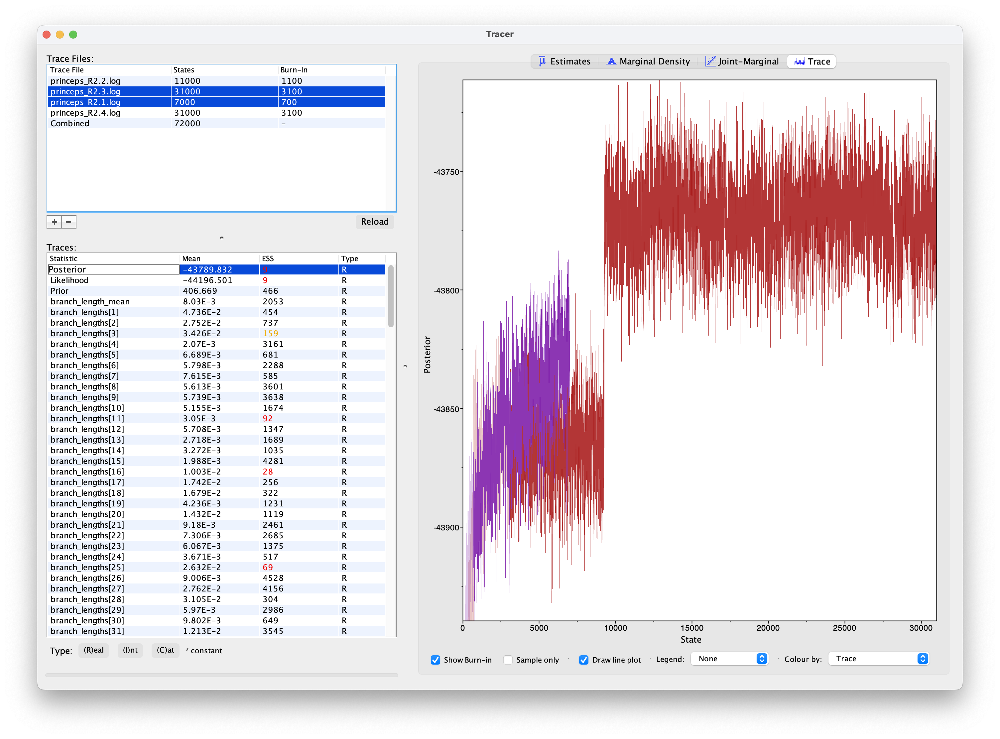 Tracer
Trace Files:
Trace File States Burn-In
princeps_R2.2.log 11000 1100
princeps_R2.3.log 31000 3100
princeps_R2.1.log 7000 700
princeps_R2.4.log 31000 3100
Combined 72000 -
+ -
Reload
Traces:
Statistic Mean ESS Type
Posterior -43789.832 9 R
Likelihood -44196.501 9 R
Prior 406.669 466 R
branch_length_mean 8.03E-3 2053 R
branch_lengths[1] 4.736E-2 454 R
branch_lengths[2] 2.752E-2 737 R
branch_lengths[3] 3.426E-2 159 R
branch_lengths[4] 2.07E-3 3161 R
branch_lengths[5] 6.689E-3 681 R
branch_lengths[6] 5.798E-3 2288 R
branch_lengths[7] 7.615E-3 585 R
branch_lengths[8] 5.613E-3 3601 R
branch_lengths[9] 5.739E-3 3638 R
branch_lengths[10] 5.155E-3 1674 R
branch_lengths[11] 3.05E-3 92 R
branch_lengths[12] 5.708E-3 1347 R
branch_lengths[13] 2.718E-3 1689 R
branch_lengths[14] 3.272E-3 1035 R
branch_lengths[15] 1.988E-3 4281 R
branch_lengths[16] 1.003E-2 28 R
branch_lengths[17] 1.742E-2 256 R
branch_lengths[18] 1.679E-2 322 R
branch_lengths[19] 4.236E-3 1231 R
branch_lengths[20] 1.432E-2 1119 R
branch_lengths[21] 9.18E-3 2461 R
branch_lengths[22] 7.306E-3 2685 R
branch_lengths[23] 6.067E-3 1375 R
branch_lengths[24] 3.671E-3 517 R
branch_lengths[25] 2.632E-2 69 R
branch_lengths[26] 9.006E-3 4528 R
branch_lengths[27] 2.762E-2 4156 R
branch_lengths[28] 3.105E-2 304 R
branch_lengths[29] 5.97E-3 2986 R
branch_lengths[30] 9.802E-3 649 R
branch_lengths[31] 1.213E-2 3545 R
Type: (R)eal (I)nt (C)at * constant
Estimates Marginal Density Joint-Marginal Trace
-43750
-43800
-43850
-43900
Posterior
0 5000 10000 15000 20000 25000 30000
State
Show Burn-in Sample only Draw line plot Legend: None Colour by: Trace